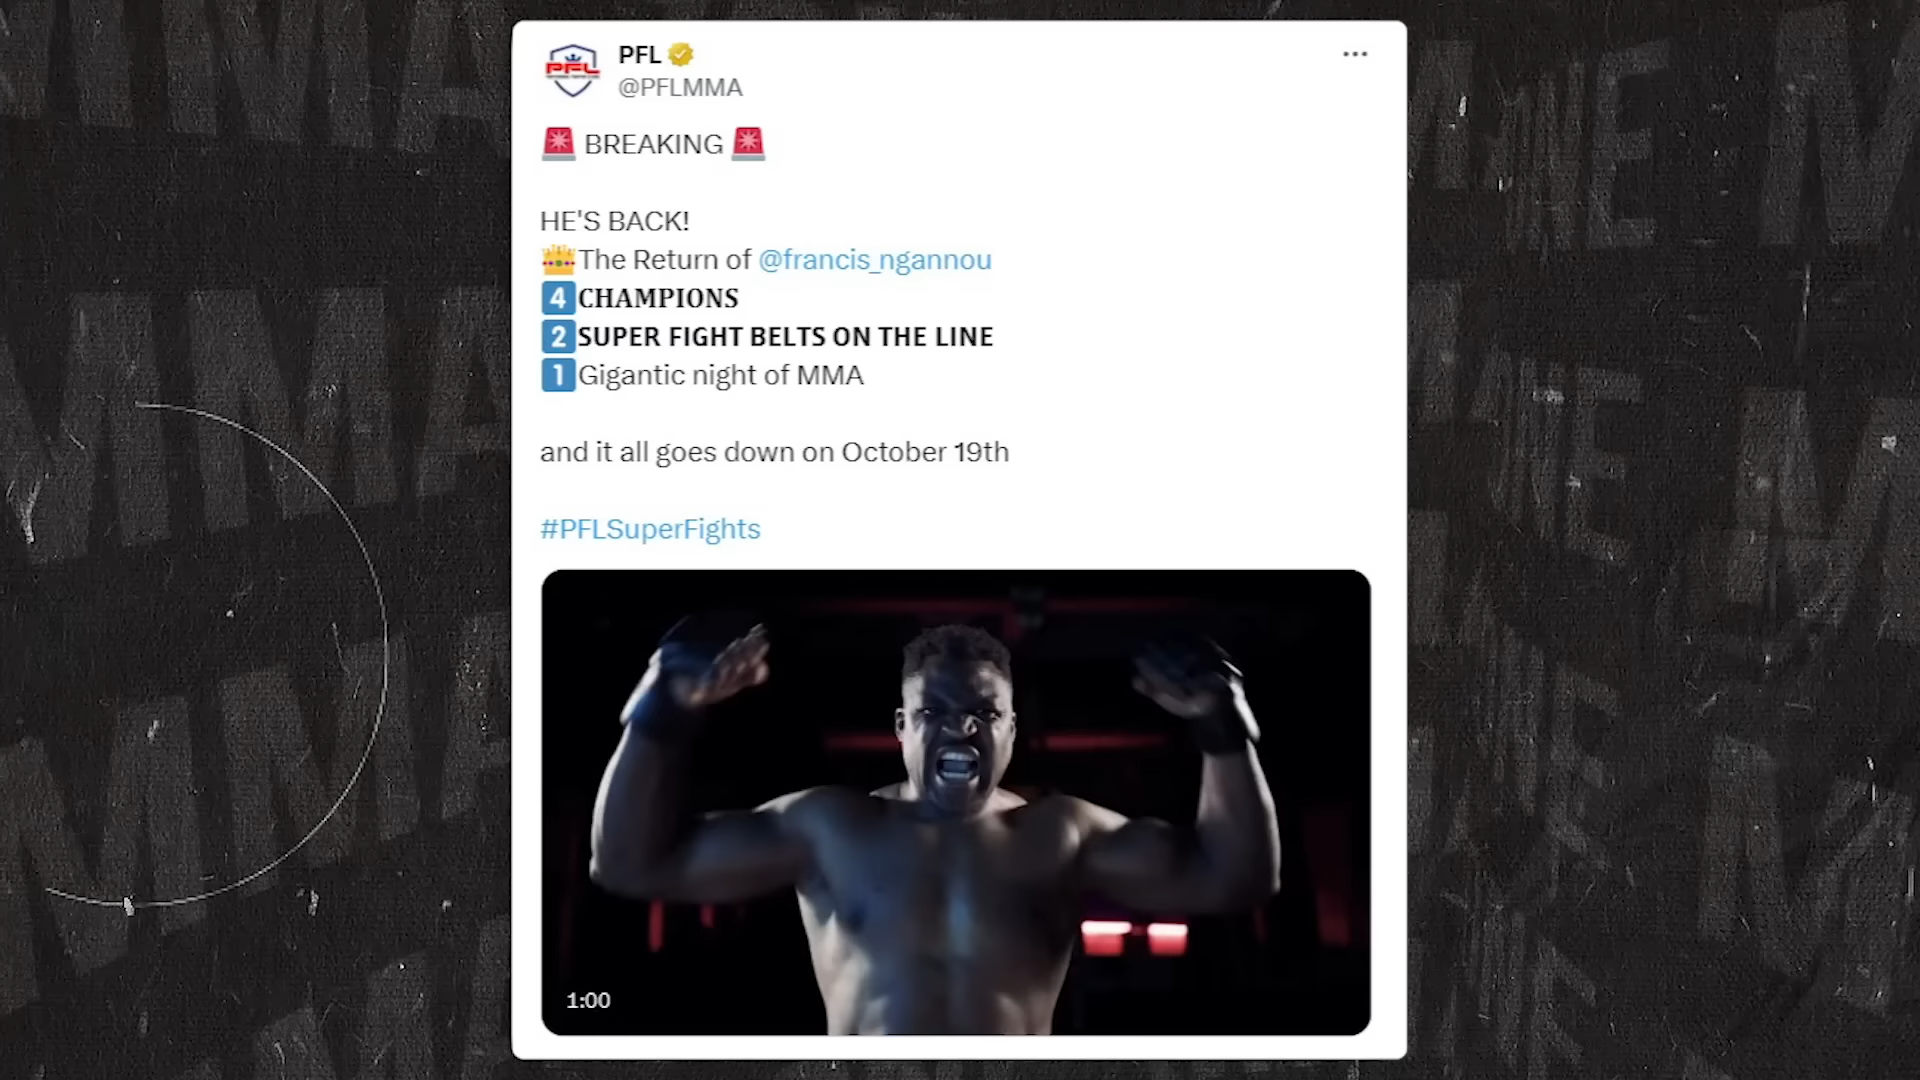 PFL
PFL
@PFLMMA
🚨 BREAKING 🚨
HE'S BACK!
👑The Return of @francis_ngannou
4️⃣CHAMPIONS
2️⃣SUPER FIGHT BELTS ON THE LINE
1️⃣Gigantic night of MMA
and it all goes down on October 19th
#PFLSuperFights
1:00